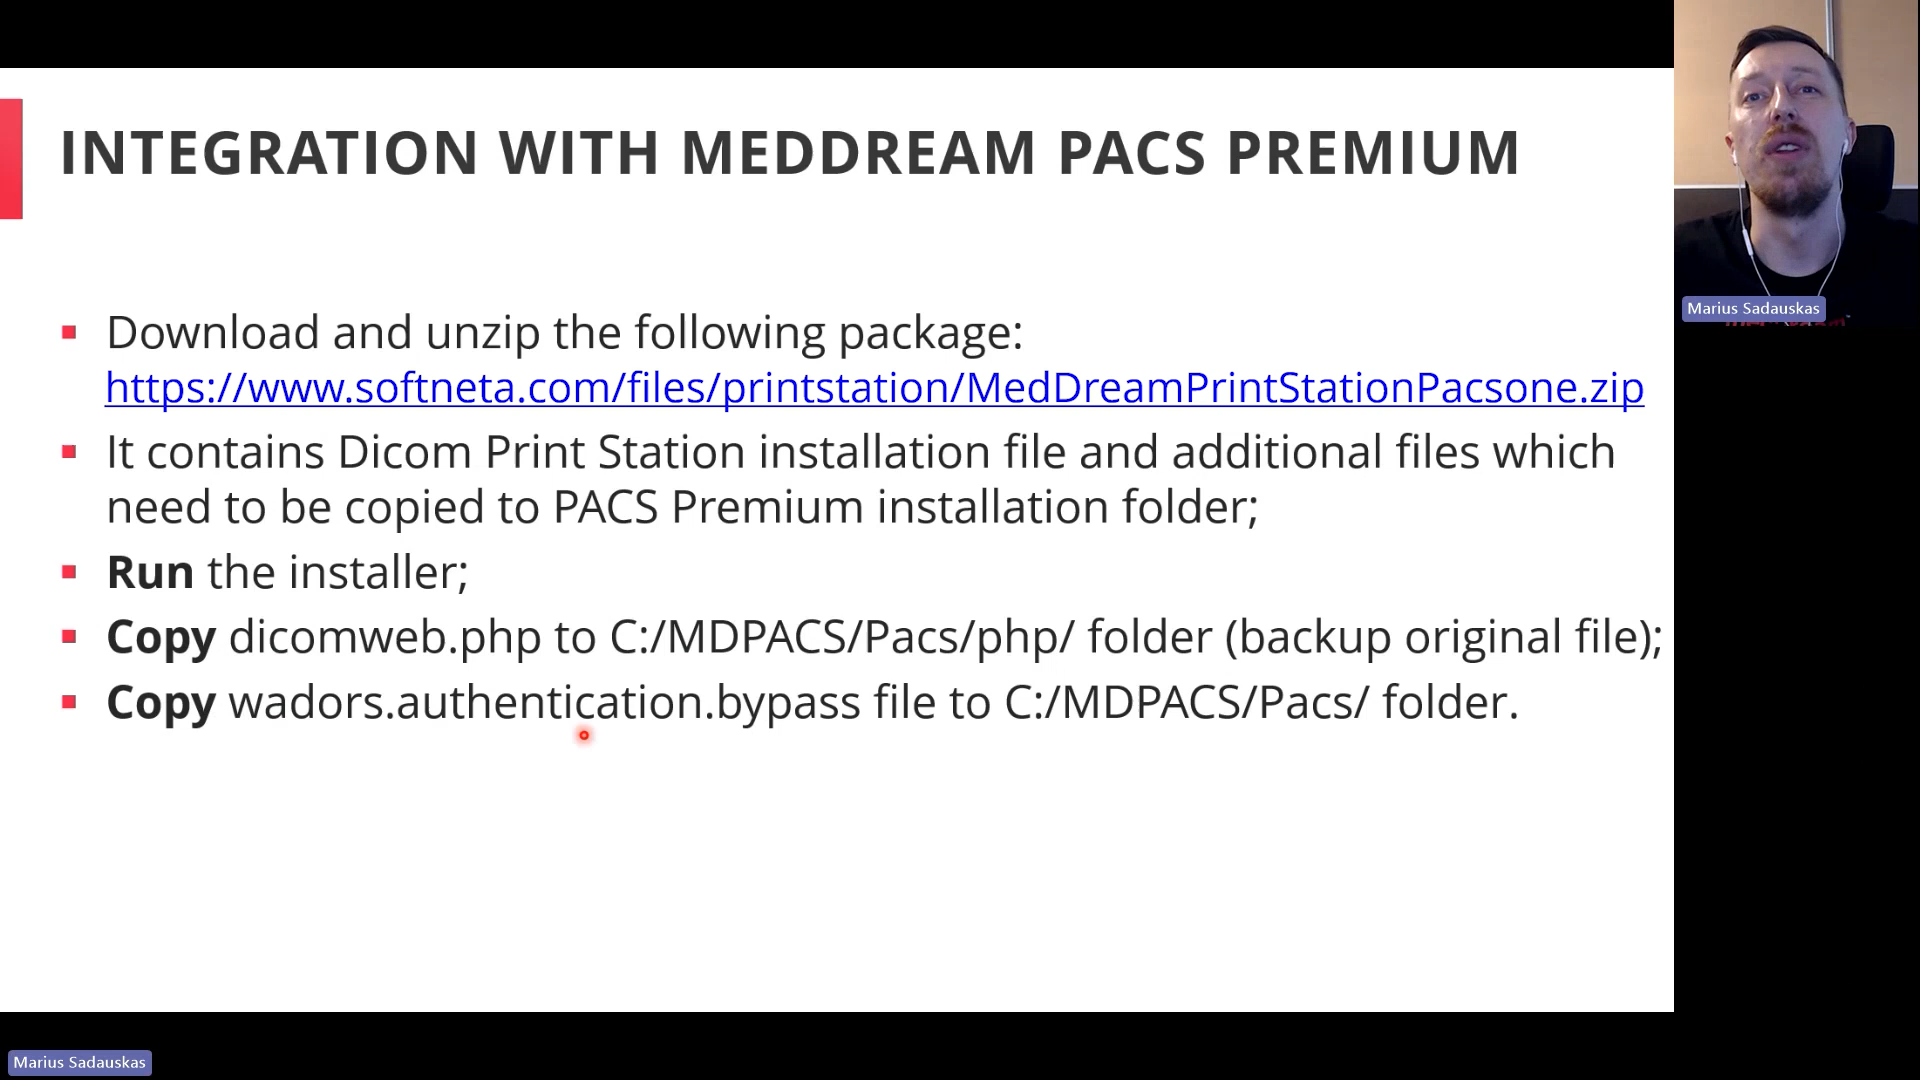 INTEGRATION WITH MEDDREAM PACS PREMIUM
Download and unzip the following package:
https://www.softneta.com/files/printstation/MedDreamPrintStationPacsone.zip
It contains Dicom Print Station installation file and additional files which
need to be copied to PACS Premium installation folder;
Run the installer;
Copy dicomweb.php to C:/MDPACS/Pacs/php/ folder (backup original file);
Copy wadors.authentication.bypass file to C:/MDPACS/Pacs/ folder.
Marius Sadauskas
Marius Sadauskas